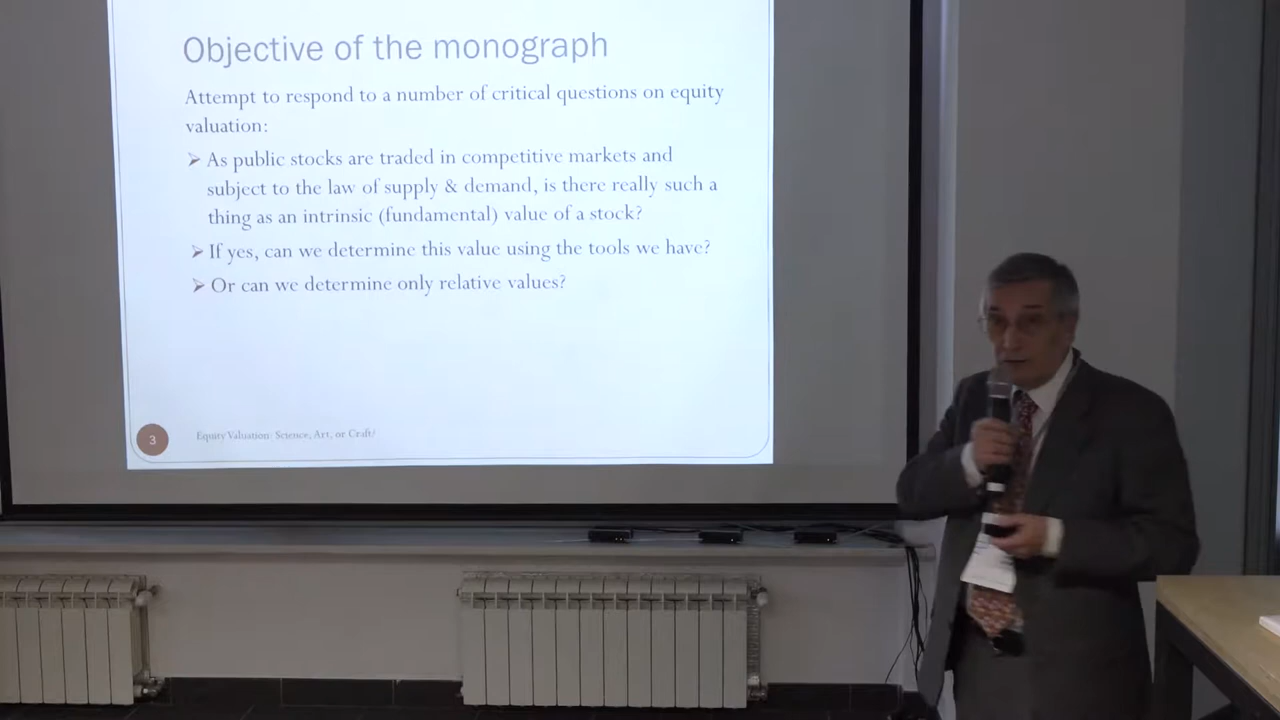 Objective of the monograph
Attempt to respond to a number of critical questions on equity
valuation:
➢ As public stocks are traded in competitive markets and
subject to the law of supply & demand, is there really such a
thing as an intrinsic (fundamental) value of a stock?
➢ If yes, can we determine this value using the tools we have?
➢ Or can we determine only relative values?
3
Equity Valuation: Science, Art, or Craft?